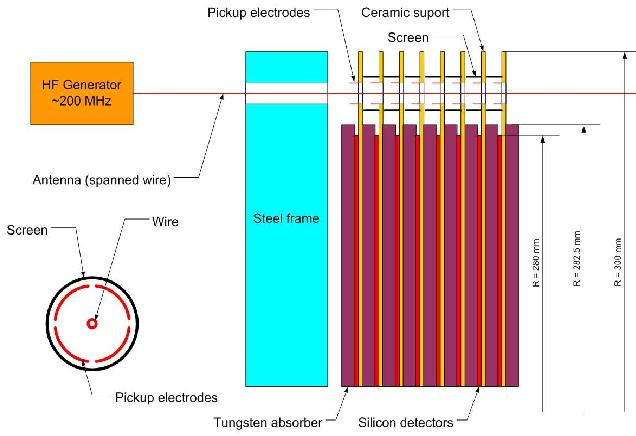 Pickup electrodes
Ceramic suport
Screen
HF Generator
~200 MHz
Antenna (spanned wire)
Steel frame
Wire
Screen
Pickup electrodes
R = 280 mm
R = 282.5 mm
R = 300 mm
Tungsten absorber
Silicon detectors